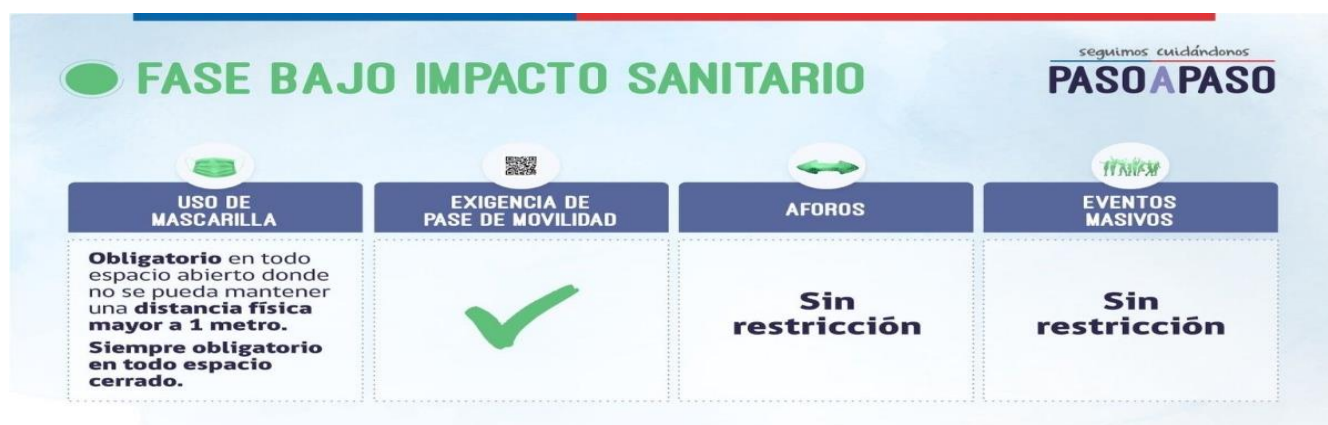 seguimos cuidándonos
PASO A PASO
FASE BAJO IMPACTO SANITARIO
USO DE
MASCARILLA
Obligatorio en todo
espacio abierto donde
no se pueda mantener
una distancia física
mayor a 1 metro.
Siempre obligatorio
en todo espacio
cerrado.
EXIGENCIA DE
PASE DE MOVILIDAD
AFOROS
Sin
restricción
EVENTOS
MASIVOS
Sin
restricción